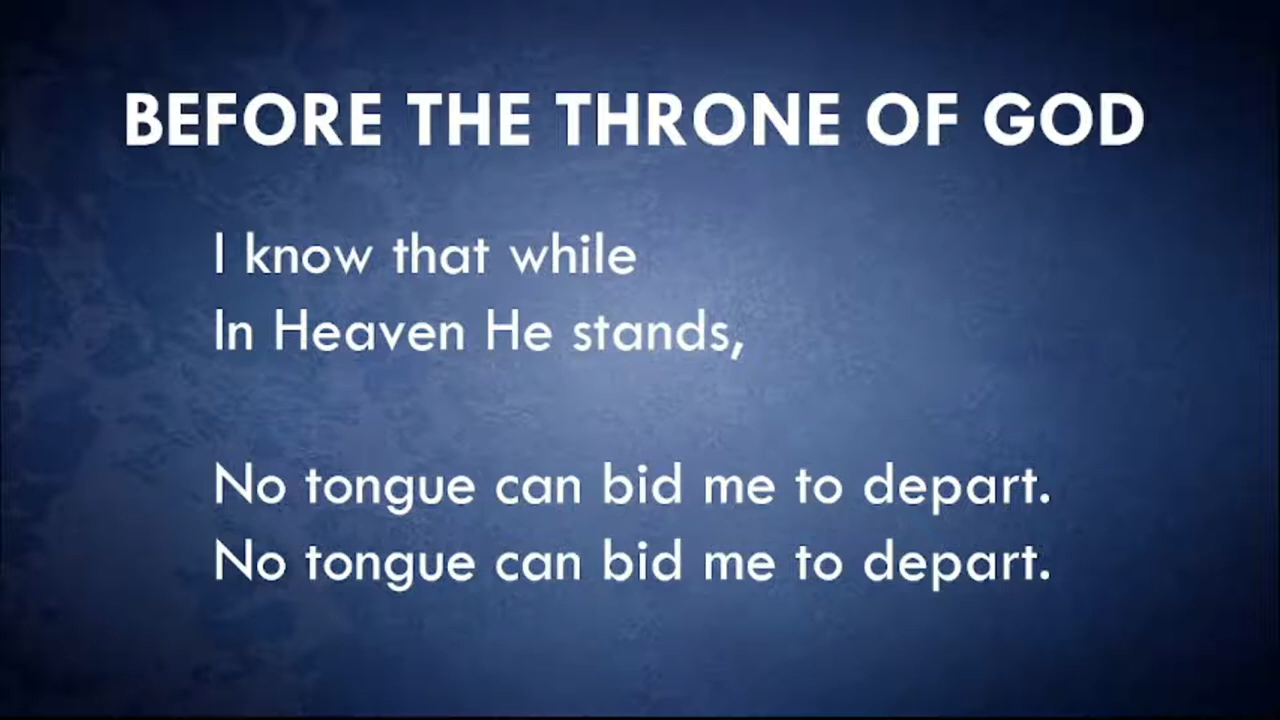 BEFORE THE THRONE OF GOD
I know that while
In Heaven He stands,
No tongue can bid me to depart.
No tongue can bid me to depart.